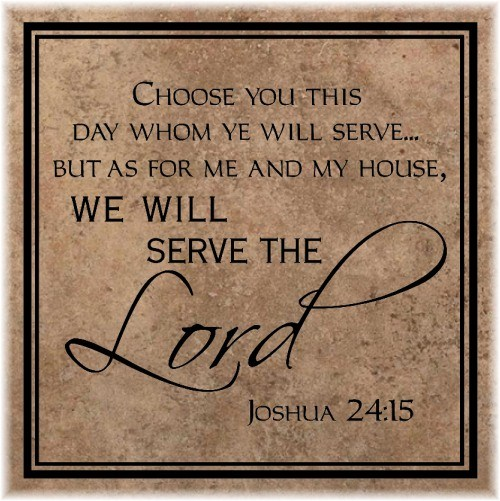 Choose you this
day whom ye will serve...
but as for me and my house,
WE WILL
SERVE THE
Lord
Joshua 24:15